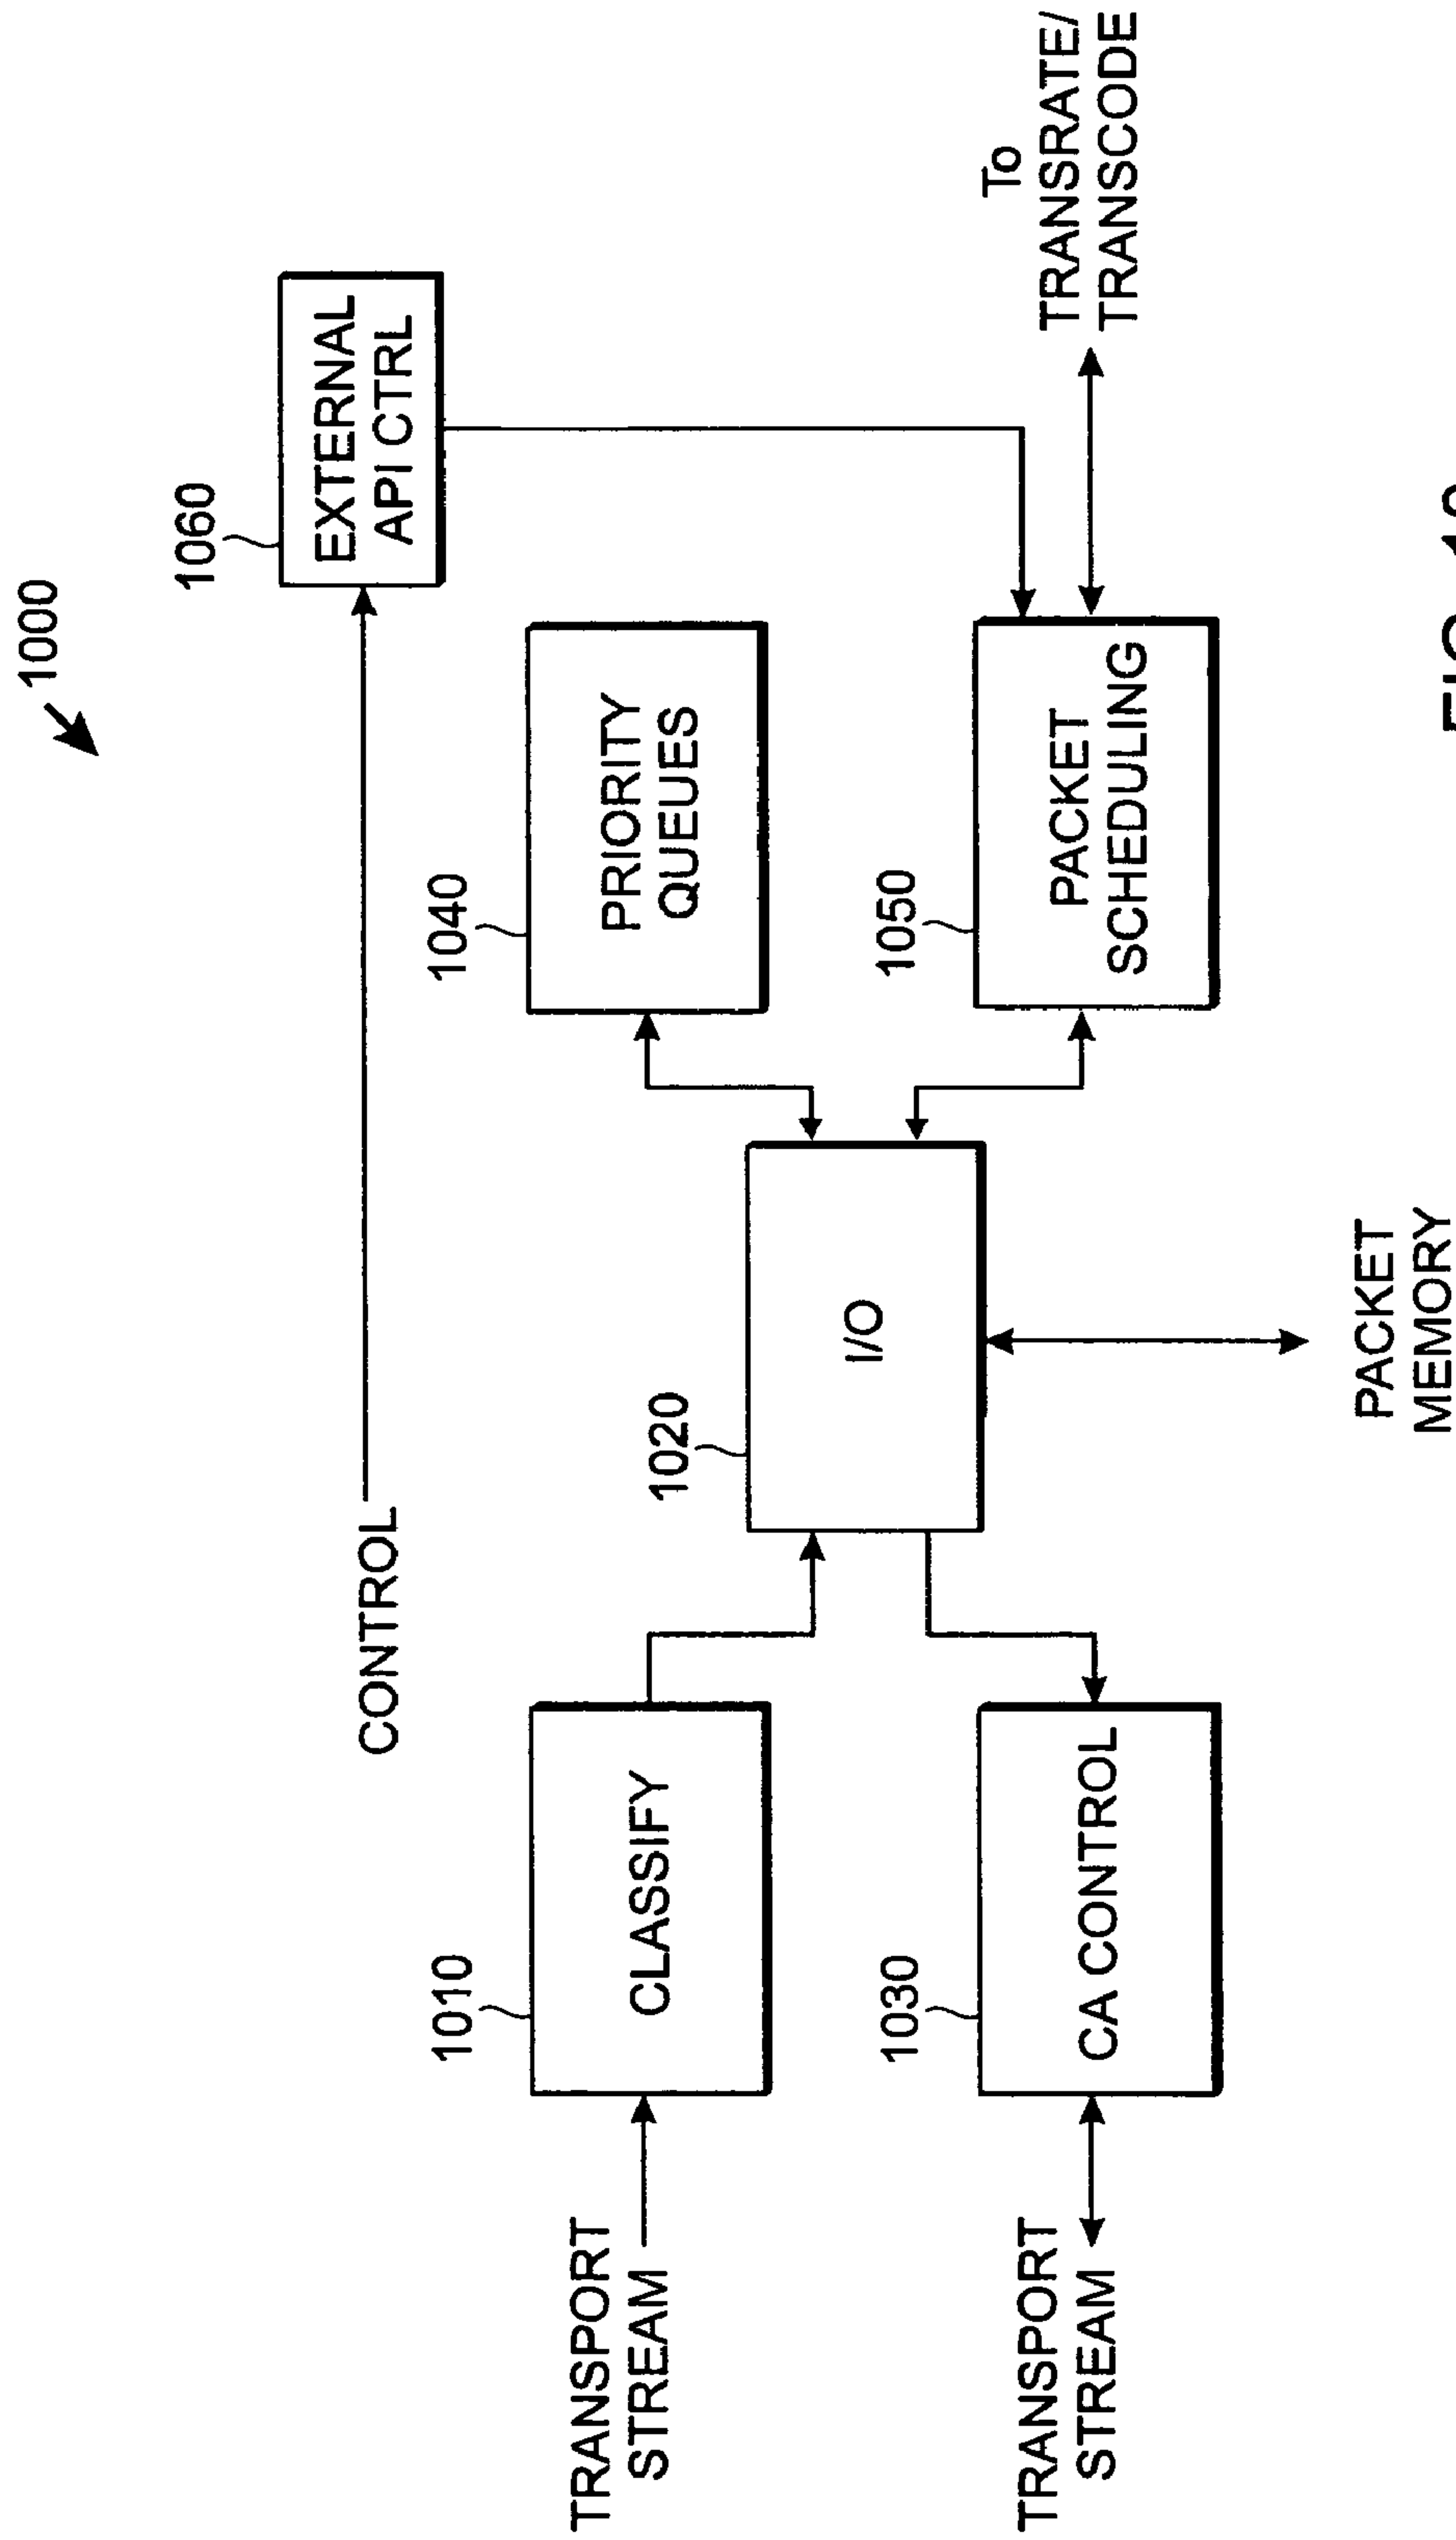 1000
1060
EXTERNAL
API CTRL
CONTROL
1010
CLASSIFY
TRANSPORT
STREAM
1040
PRIORITY
QUEUES
1020
I/O
1030
CA CONTROL
TRANSPORT
STREAM
1050
PACKET
SCHEDULING
To
TRANSRATE/
TRANSCODE
PACKET
MEMORY